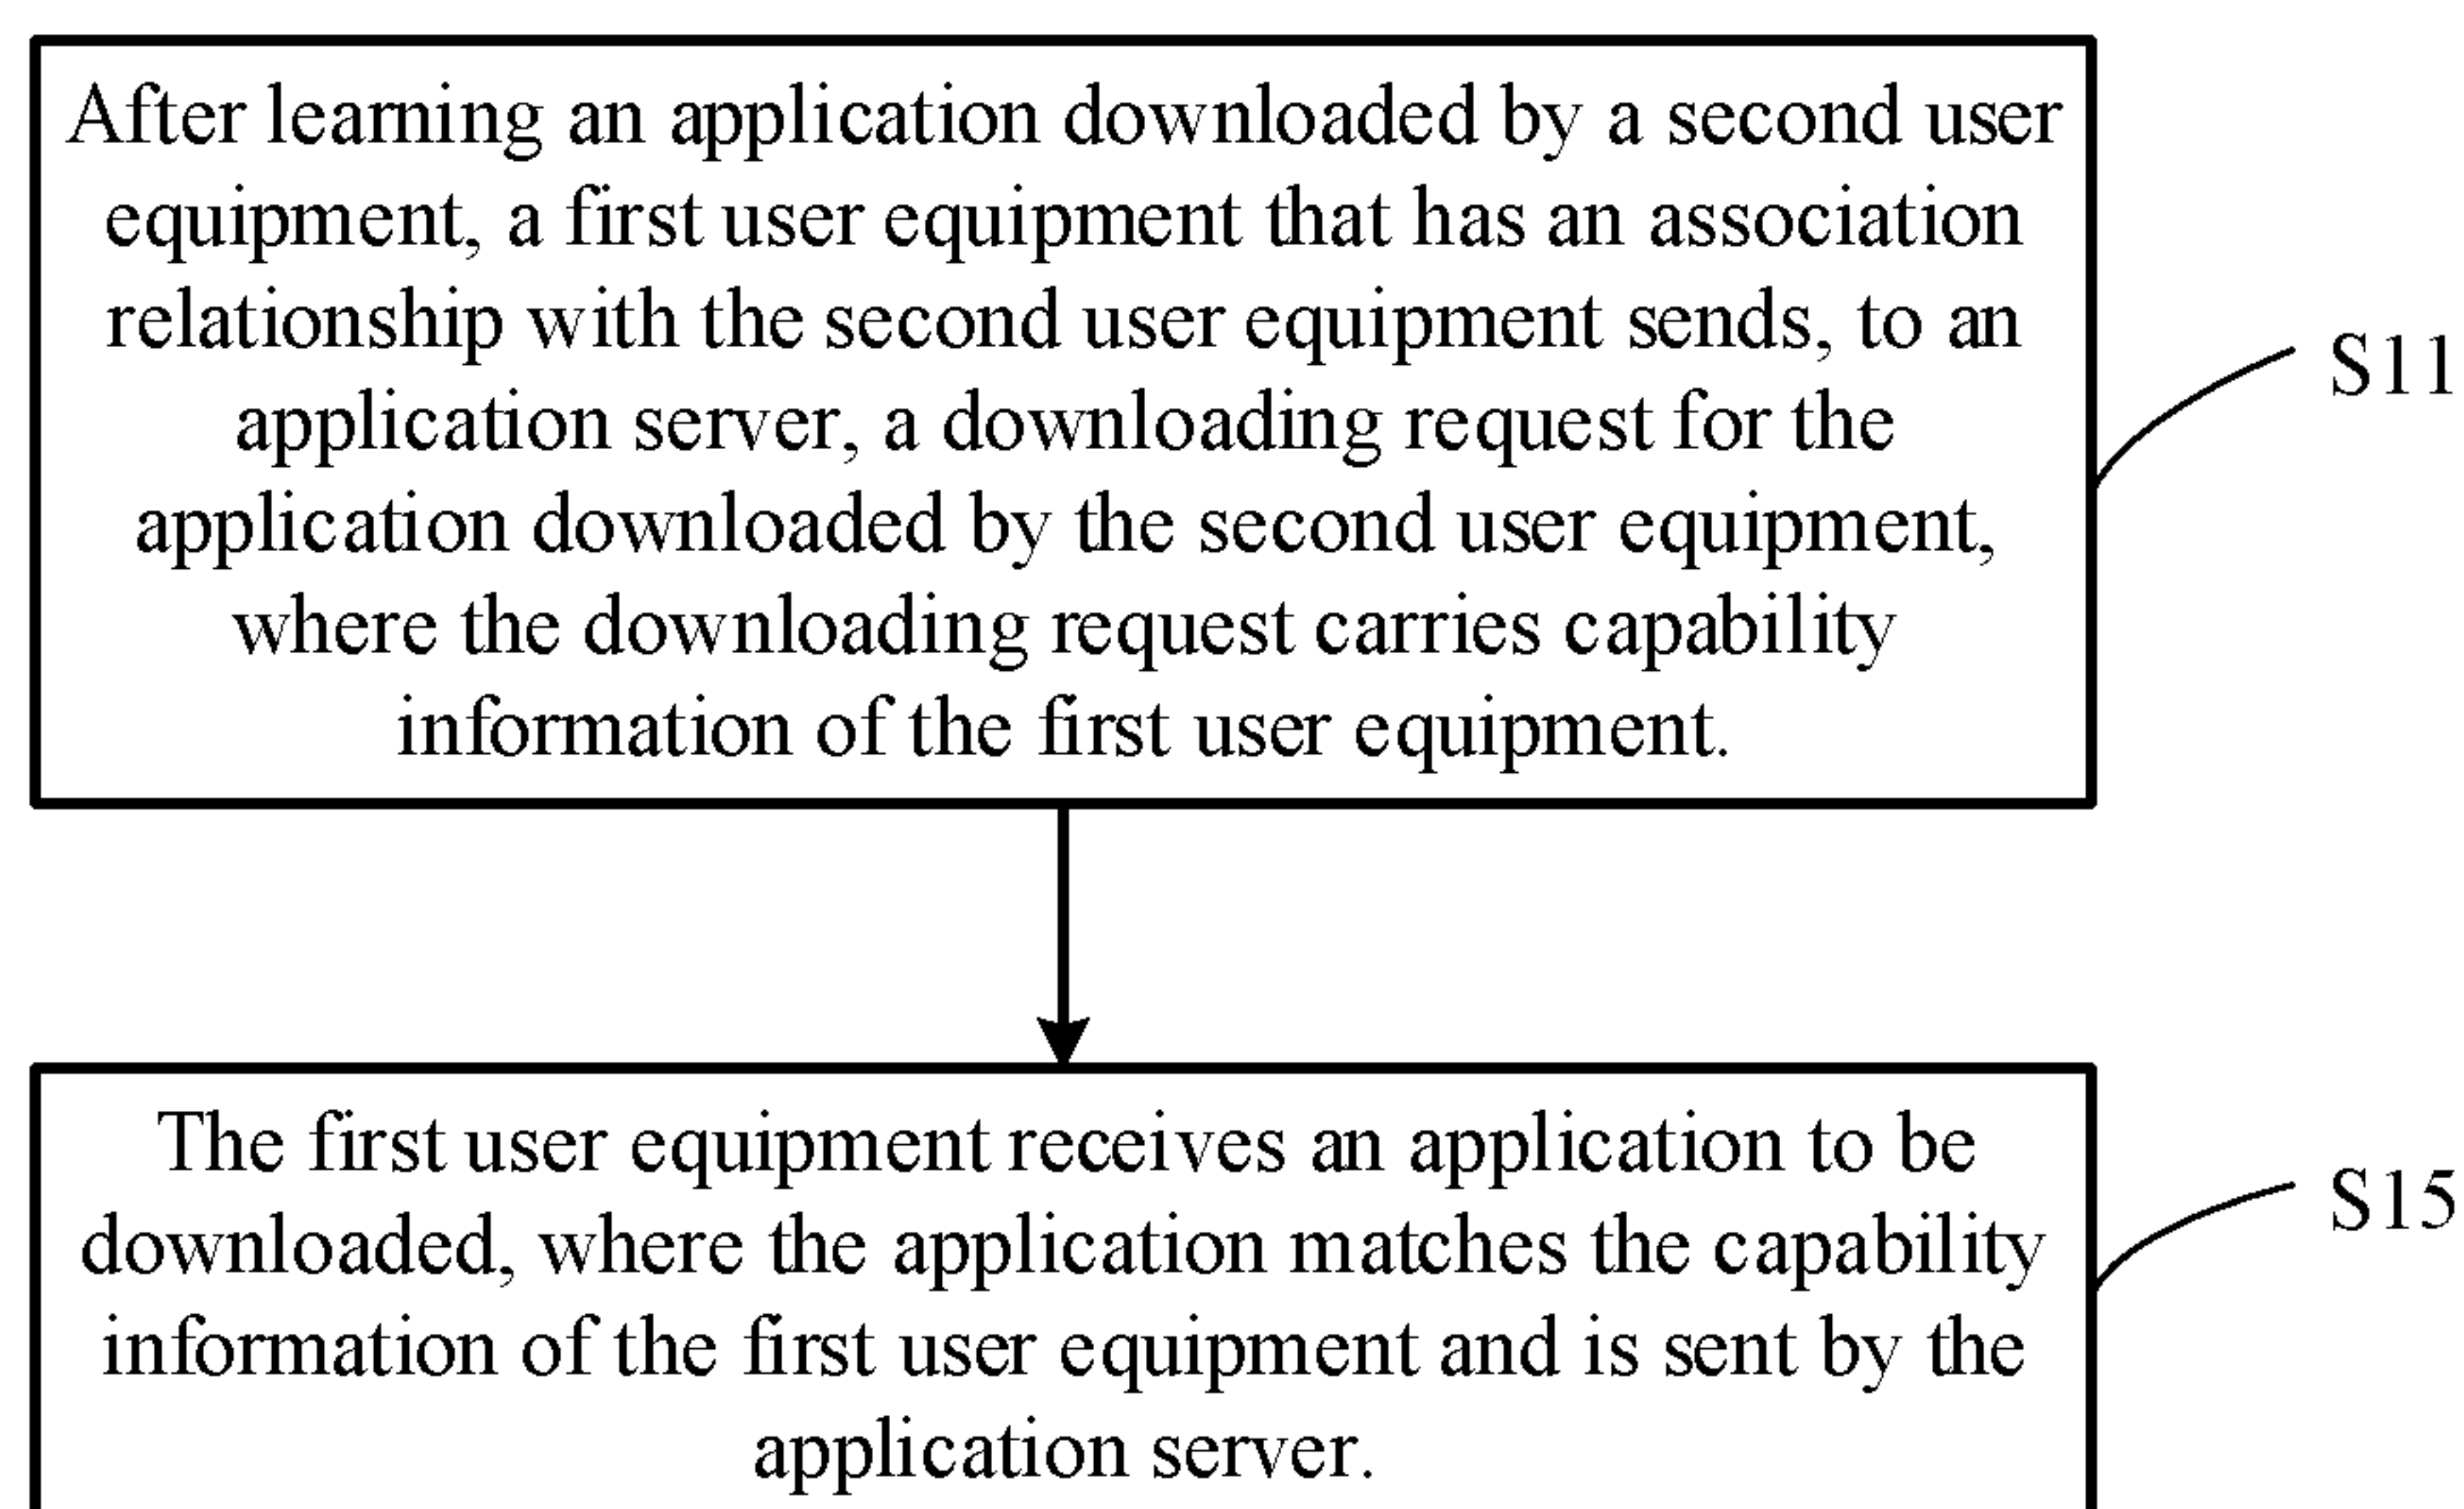 After learning an application downloaded by a second user
equipment, a first user equipment that has an association
relationship with the second user equipment sends, to an
application server, a downloading request for the
application downloaded by the second user equipment,
where the downloading request carries capability
information of the first user equipment.
S11
The first user equipment receives an application to be
downloaded, where the application matches the capability
information of the first user equipment and is sent by the
application server.
S15